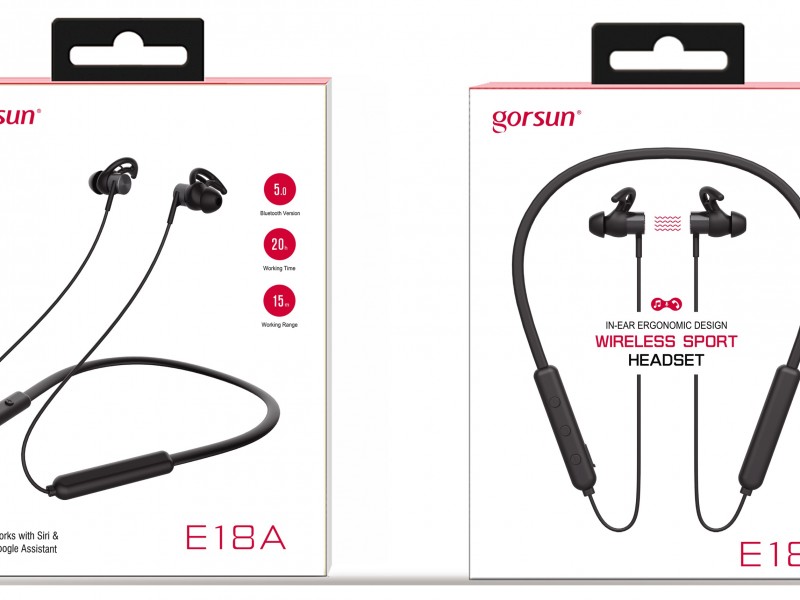 sun®
5.0
Bluetooth Version
20h
Working Time
15m
Working Range
orks with Siri &
oogle Assistant
E18A
gorsun®
IN-EAR ERGONOMIC DESIGN
WIRELESS SPORT
HEADSET
E18